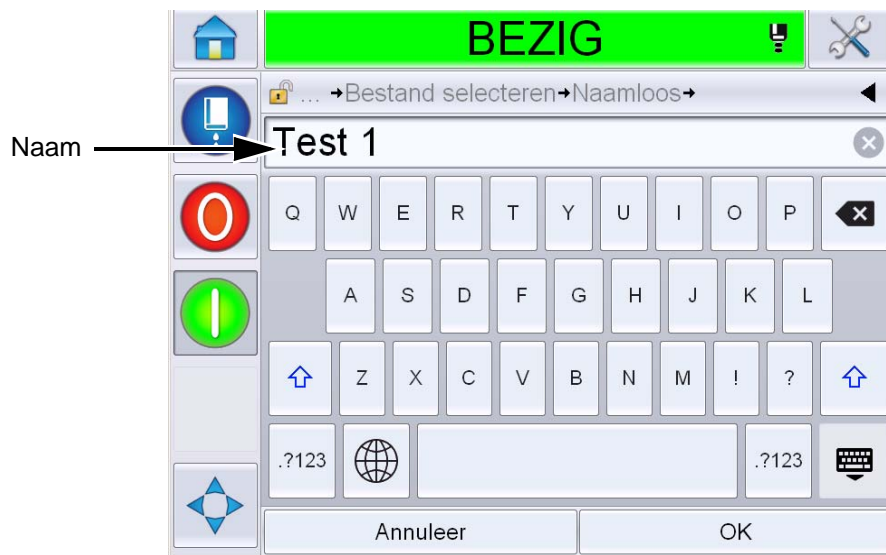 BEZIG
... →Bestand selecteren→Naamloos→
Naam
Test 1
Q W E R T Y U I O P
A S D F G H J K L
Z X C V B N M ! ?
.?123 .?123
Annuleer OK